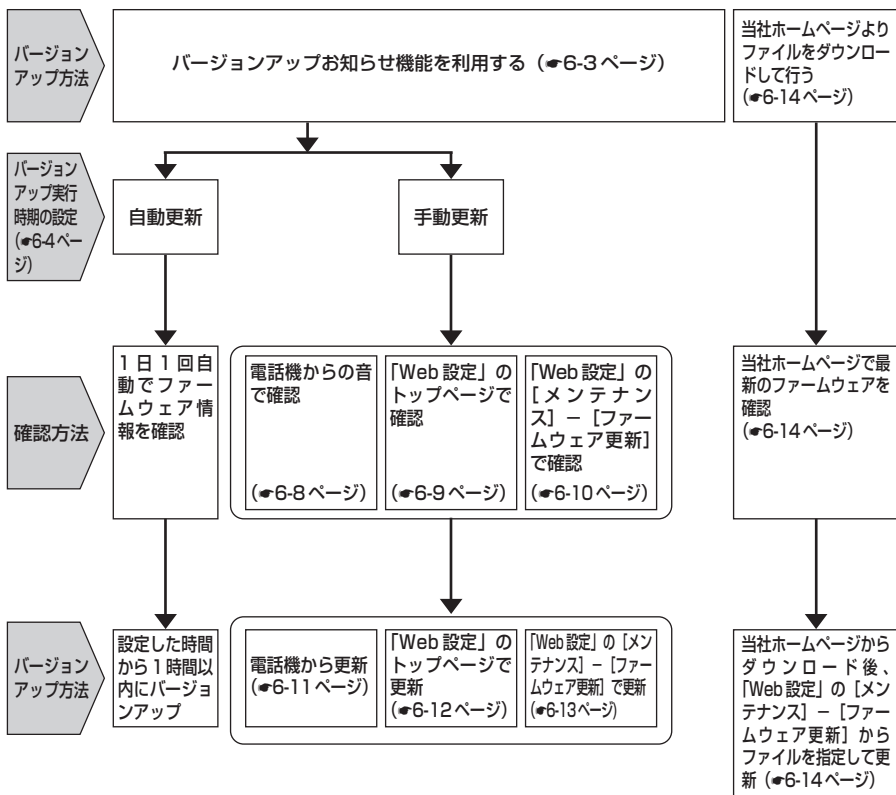 バージョン
アップ方法
バージョンアップお知らせ機能を利用する（☛6-3ページ）
当社ホームページより
ファイルをダウンロー
ドして行う
（☛6-14ページ）
バージョン
アップ実行
時期の設定
（☛6-4ペー
ジ）
自動更新
手動更新
確認方法
1日1回自
動でファー
ムウェア情
報を確認
電話機からの音
で確認
（☛6-8ページ）
「Web設定」の
トップページで
確認
（☛6-9ページ）
「Web設定」の
［メンテナン
ス］－［ファー
ムウェア更新］
で確認
（☛6-10ページ）
当社ホームページで最
新のファームウェアを
確認
（☛6-14ページ）
バージョン
アップ方法
設定した時間
から1時間以
内にバージョ
ンアップ
電話機から更新
（☛6-11ページ）
「Web設定」の
トップページで
更新
（☛6-12ページ）
「Web設定」の［メン
テナンス］－［ファー
ムウェア更新］で更新
（☛6-13ページ）
当社ホームページから
ダウンロード後、
「Web設定」の［メン
テナンス］－［ファー
ムウェア更新］から
ファイルを指定して更
新（☛6-14ページ）